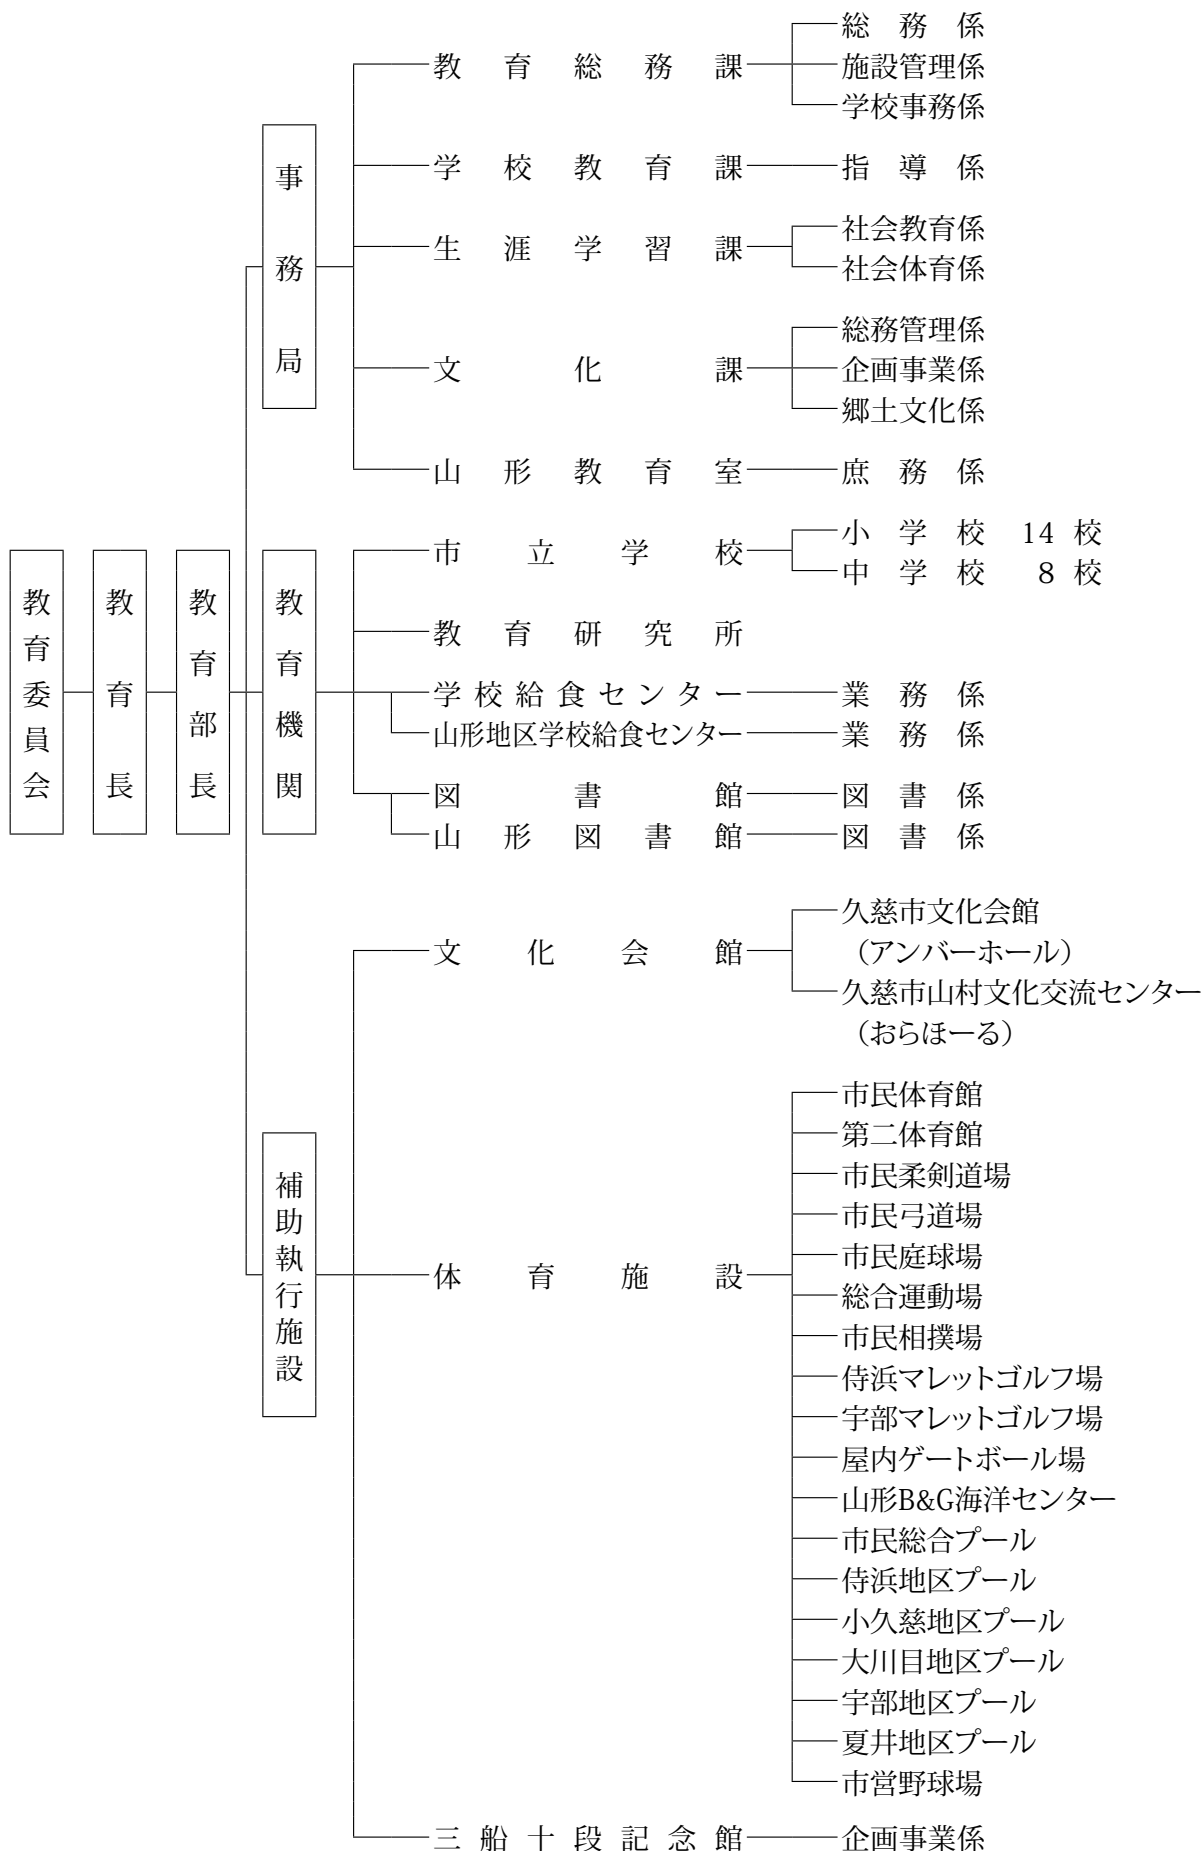 教育委員会
教育長
教育部長
事務局
教育総務課
総務係
施設管理係
学校事務係
学校教育課
指導係
生涯学習課
社会教育係
社会体育係
文化課
総務管理係
企画事業係
郷土文化係
山形教育室
庶務係
教育機関
市立学校
小学校 14 校
中学校 8 校
教育研究所
学校給食センター
業務係
山形地区学校給食センター
業務係
図書館
図書係
山形図書館
図書係
補助執行施設
文化会館
久慈市文化会館
（アンバーホール）
久慈市山村文化交流センター
（おらほーる）
体育施設
市民体育館
第二体育館
市民柔剣道場
市民弓道場
市民庭球場
総合運動場
市民相撲場
侍浜マレットゴルフ場
宇部マレットゴルフ場
屋内ゲートボール場
山形B&G海洋センター
市民総合プール
侍浜地区プール
小久慈地区プール
大川目地区プール
宇部地区プール
夏井地区プール
市営野球場
三船十段記念館
企画事業係